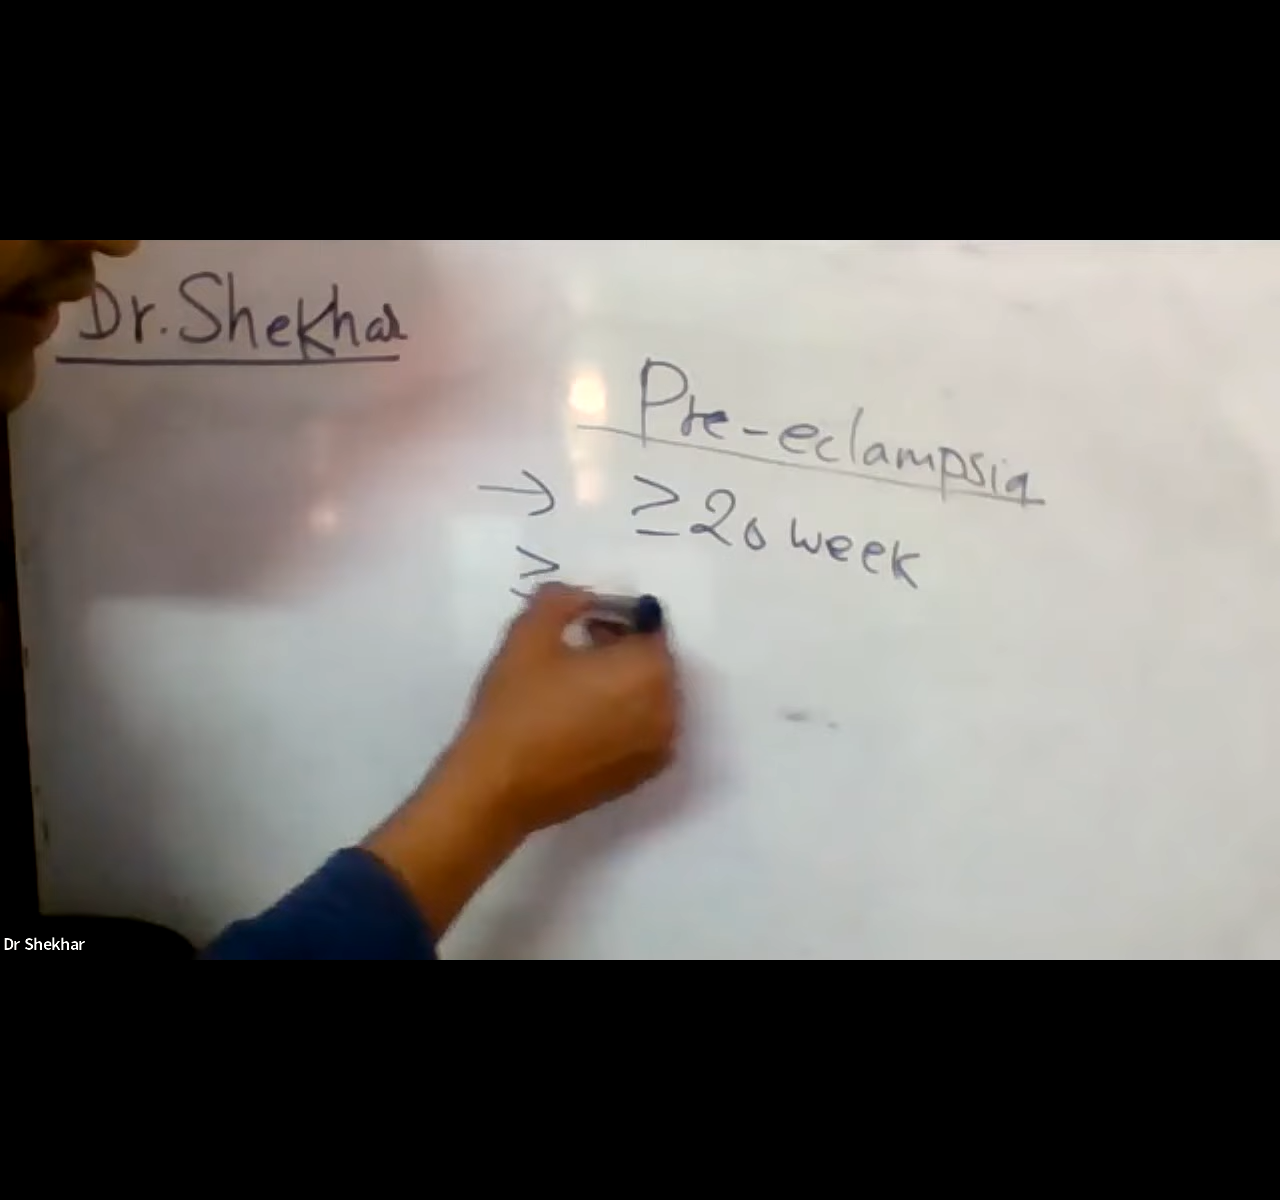 Dr. Shekhar
Pre-eclampsia
→ ≥ 20 week
≥
Dr Shekhar